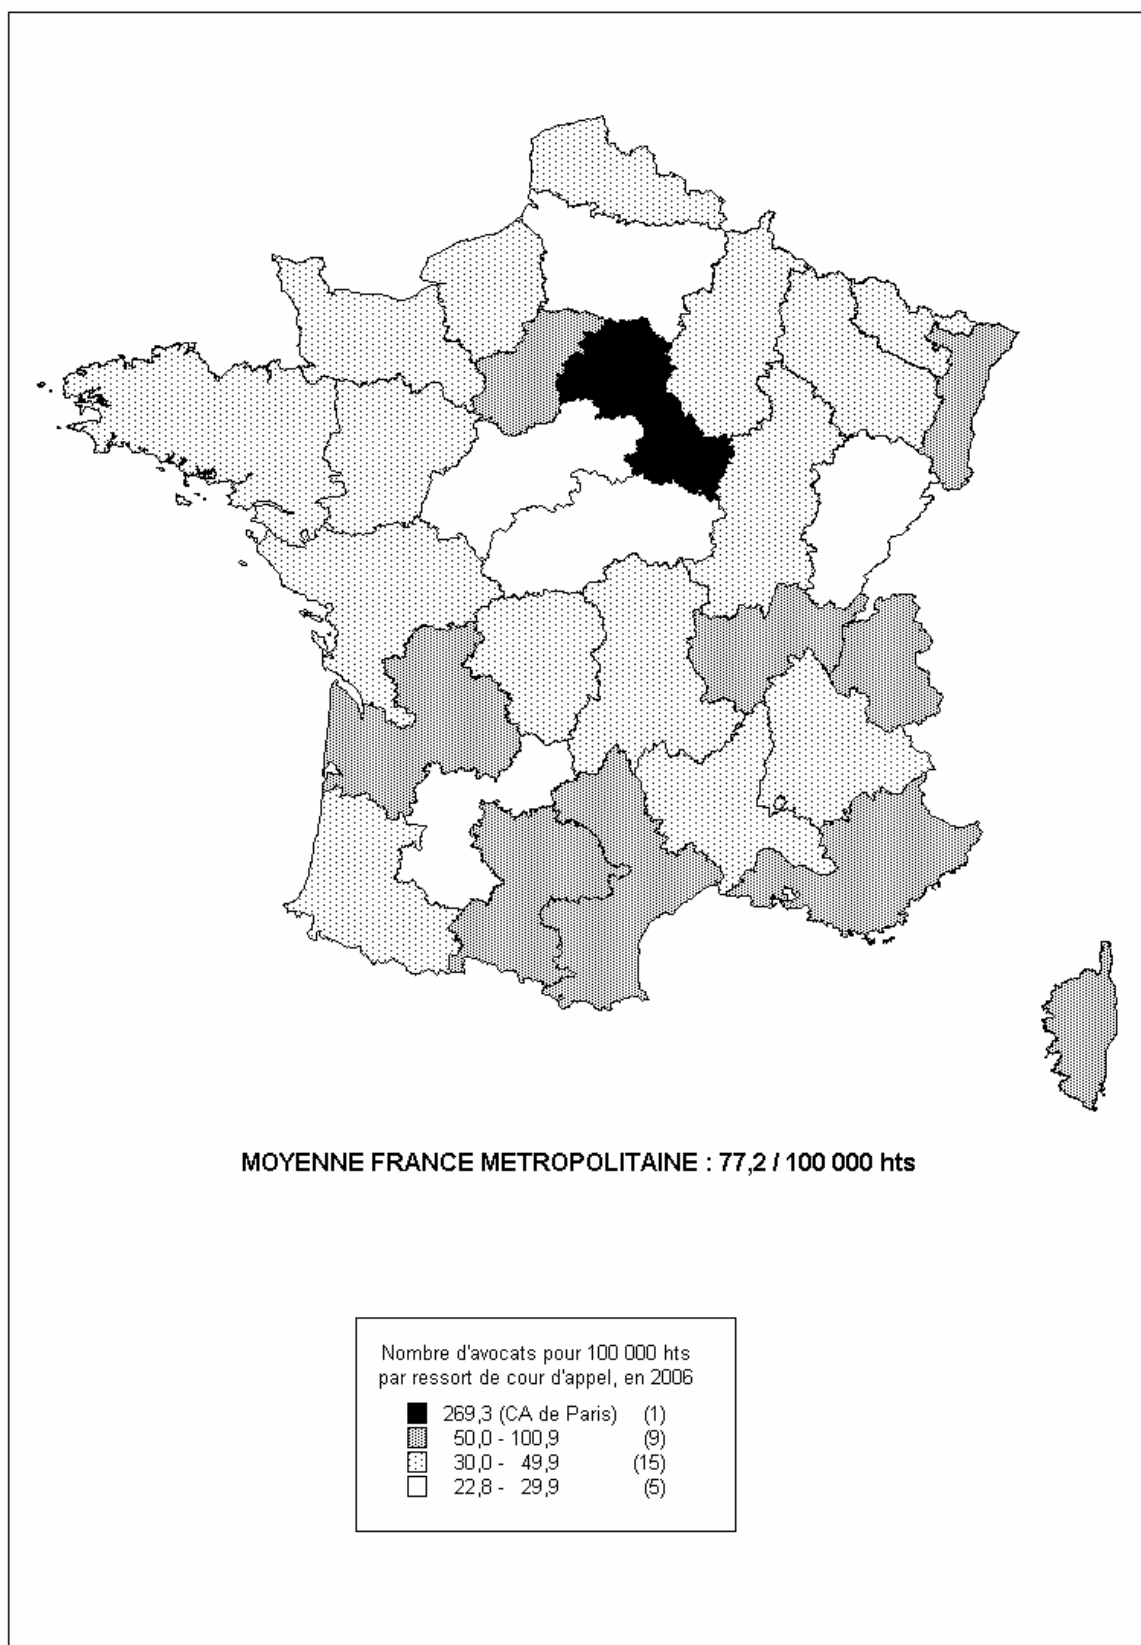 MOYENNE FRANCE METROPOLITAINE : 77,2 / 100 000 hts
Nombre d'avocats pour 100 000 hts
par ressort de cour d'appel, en 2006
269,3 (CA de Paris) (1)
50,0 - 100,9 (9)
30,0 - 49,9 (15)
22,8 - 29,9 (5)